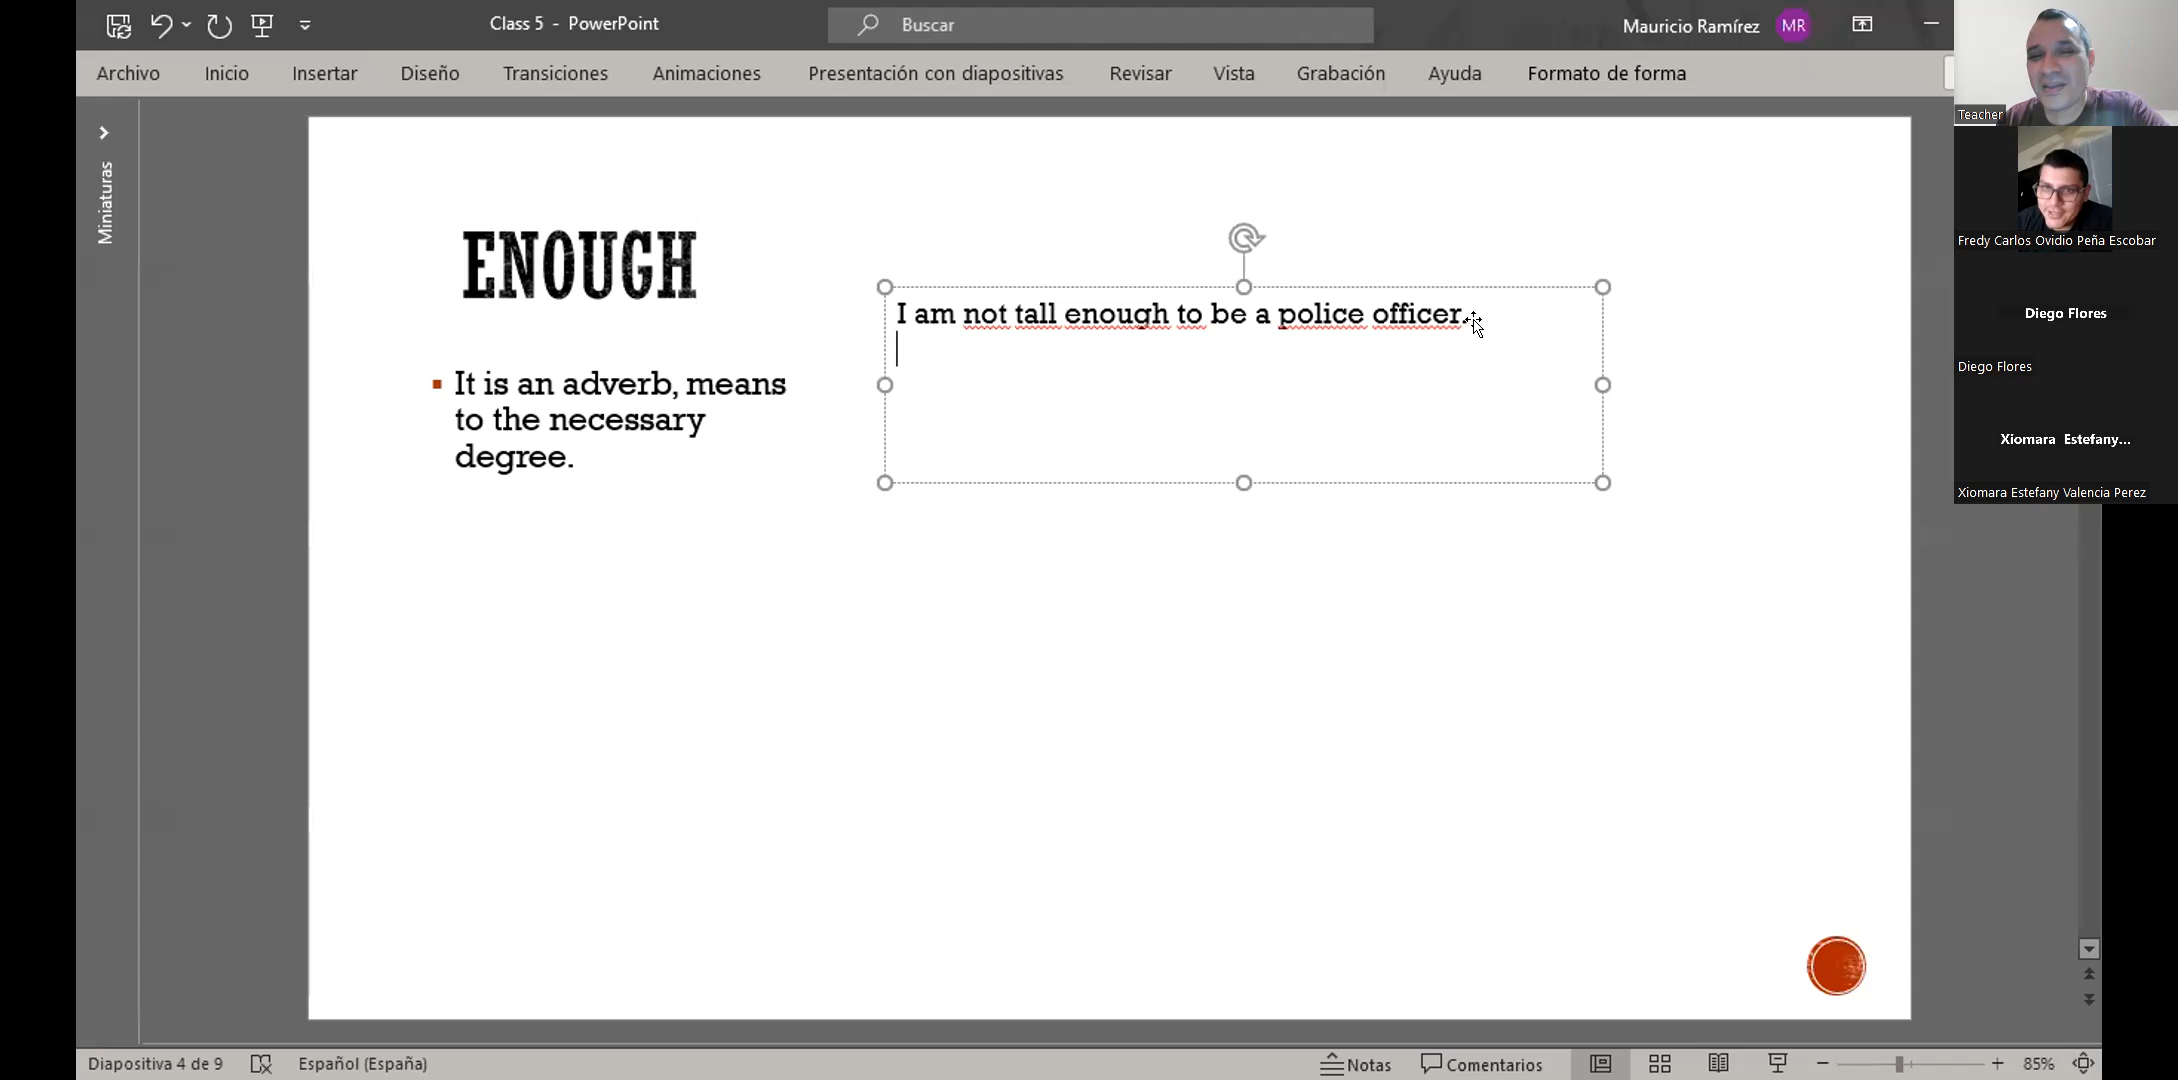 Class 5 - PowerPoint
Buscar
Mauricio Ramírez
MR
Archivo
Inicio
Insertar
Diseño
Transiciones
Animaciones
Presentación con diapositivas
Revisar
Vista
Grabación
Ayuda
Formato de forma
Miniaturas
ENOUGH
It is an adverb, means
to the necessary
degree.
I am not tall enough to be a police officer.
Teacher
Fredy Carlos Ovidio Peña Escobar
Diego Flores
Diego Flores
Xiomara Estefany...
Xiomara Estefany Valencia Perez
Diapositiva 4 de 9
Español (España)
Notas
Comentarios
85%